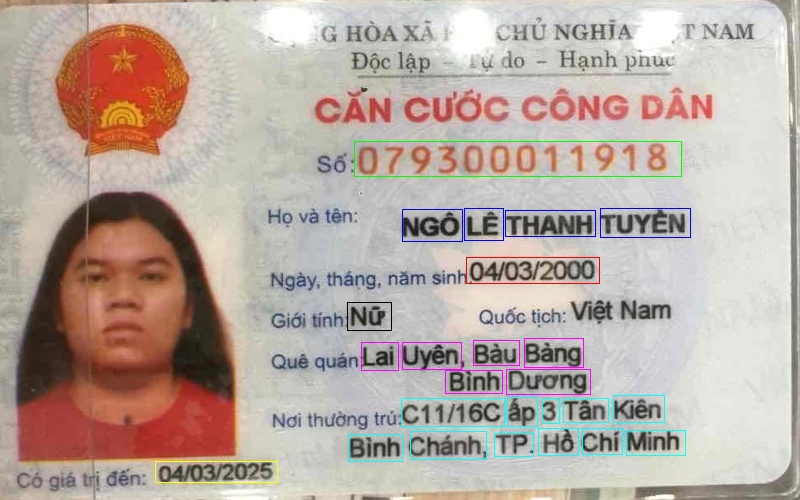 HÒA XÃ CHỦ NGHĨA NAM
Độc lập - Tự do - Hạnh phúc
CĂN CƯỚC CÔNG DÂN
Số: 079300011918
Họ và tên: NGÔ LÊ THANH TUYỀN
Ngày, tháng, năm sinh: 04/03/2000
Giới tính: Nữ Quốc tịch: Việt Nam
Quê quán: Lai Uyên, Bàu Bàng
Bình Dương
Nơi thường trú: C11/16C ấp 3 Tân Kiên
Bình Chánh, TP. Hồ Chí Minh
Có giá trị đến: 04/03/2025